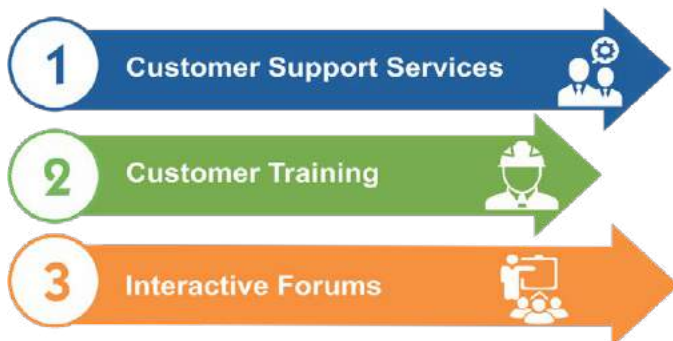 1
Customer Support Services
2
Customer Training
3
Interactive Forums